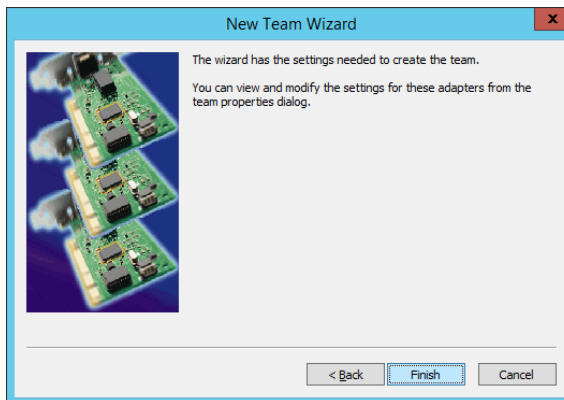 New Team Wizard
x
The wizard has the settings needed to create the team.
You can view and modify the settings for these adapters from the
team properties dialog.
< Back
Finish
Cancel